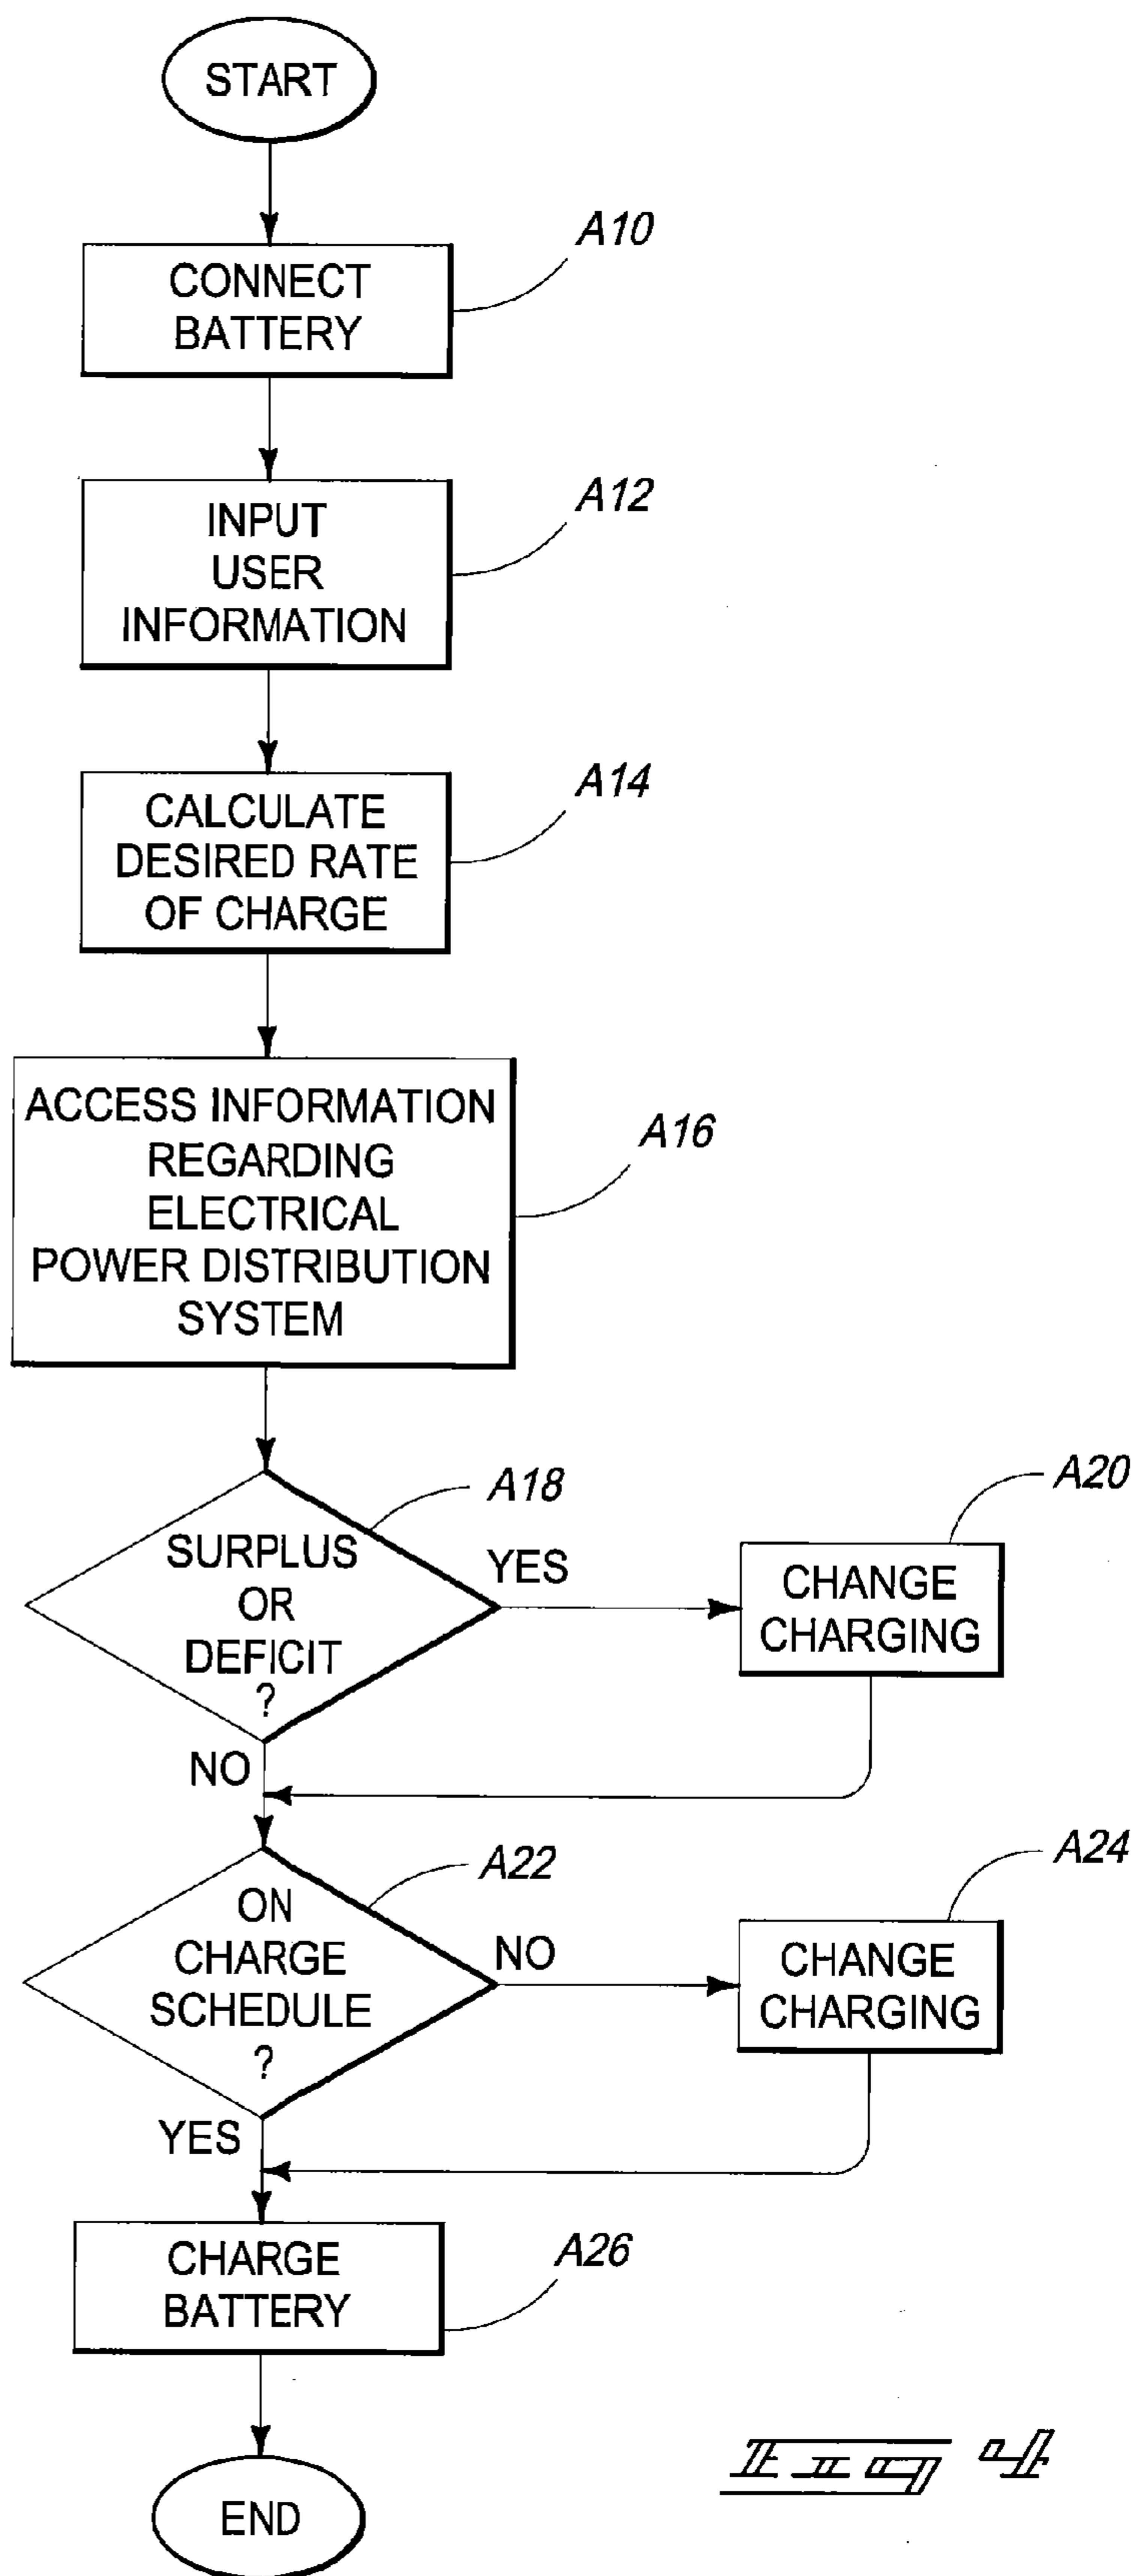 START
A10
CONNECT
BATTERY
A12
INPUT
USER
INFORMATION
A14
CALCULATE
DESIRED RATE
OF CHARGE
A16
ACCESS INFORMATION
REGARDING
ELECTRICAL
POWER DISTRIBUTION
SYSTEM
A18
SURPLUS
OR
DEFICIT
?
YES
A20
CHANGE
CHARGING
NO
A22
ON
CHARGE
SCHEDULE
?
NO
A24
CHANGE
CHARGING
YES
A26
CHARGE
BATTERY
END
Fig 4